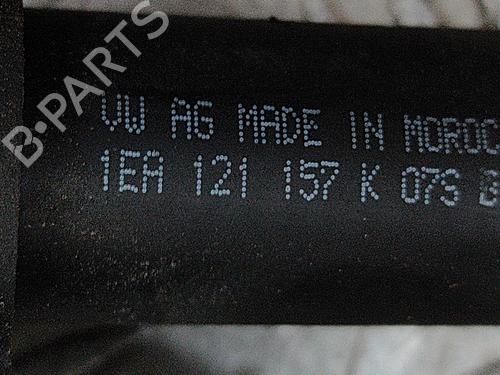 B-PARTS
VW AG MADE IN MOROC
1EA 121 157 K 073